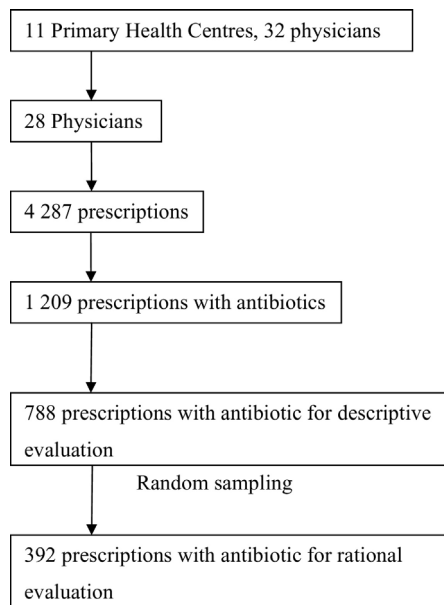 11 Primary Health Centres, 32 physicians
28 Physicians
4 287 prescriptions
1 209 prescriptions with antibiotics
788 prescriptions with antibiotic for descriptive
evaluation
Random sampling
392 prescriptions with antibiotic for rational
evaluation